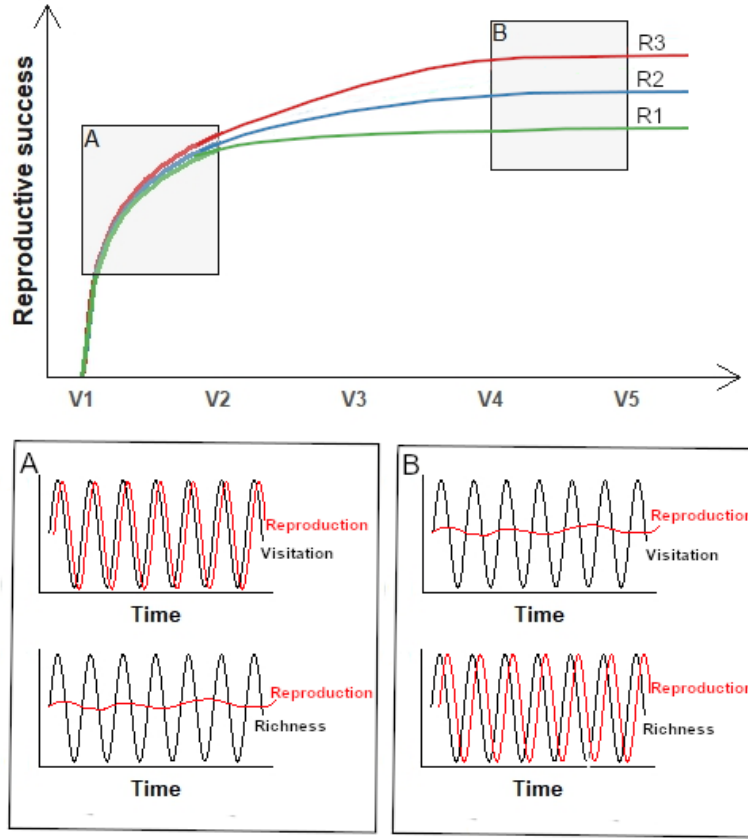 Reproductive success
A
B
R3
R2
R1
V1 V2 V3 V4 V5
A
Reproduction
Visitation
Time
Reproduction
Richness
Time
B
Reproduction
Visitation
Time
Reproduction
Richness
Time